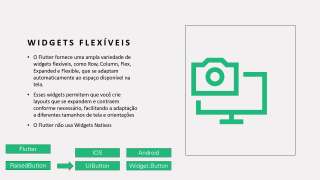 WIDGETS FLEXÍVEIS
• O Flutter fornece uma ampla variedade de
widgets flexíveis, como Row, Column, Flex,
Expanded e Flexible, que se adaptam
automaticamente ao espaço disponível na
tela.
• Esses widgets permitem que você crie
layouts que se expandem e contraem
conforme necessário, facilitando a adaptação
a diferentes tamanhos de tela e orientações
• O Flutter não usa Widgets Nativos
Flutter
IOS
Android
RaisedButton
UIButton
Widget.Button